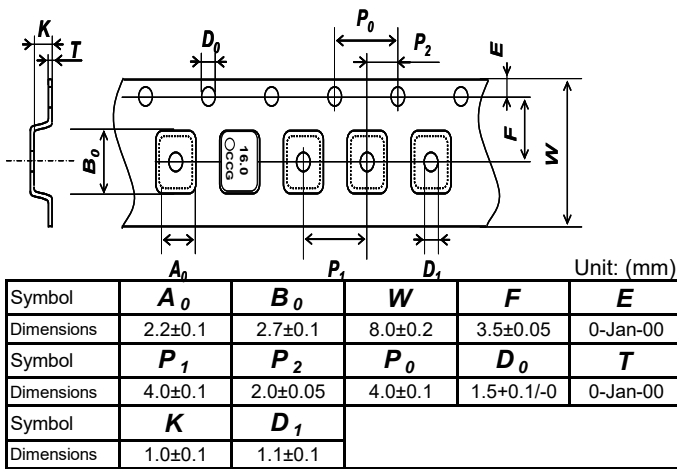 K
T
D0
P0
P2
E
F
W
B0
16.0
CCG
A0
P1
D1
Unit: (mm)
Symbol A0 B0 W F E
Dimensions 2.2±0.1 2.7±0.1 8.0±0.2 3.5±0.05 0-Jan-00
Symbol P1 P2 P0 D0 T
Dimensions 4.0±0.1 2.0±0.05 4.0±0.1 1.5+0.1/-0 0-Jan-00
Symbol K D1
Dimensions 1.0±0.1 1.1±0.1